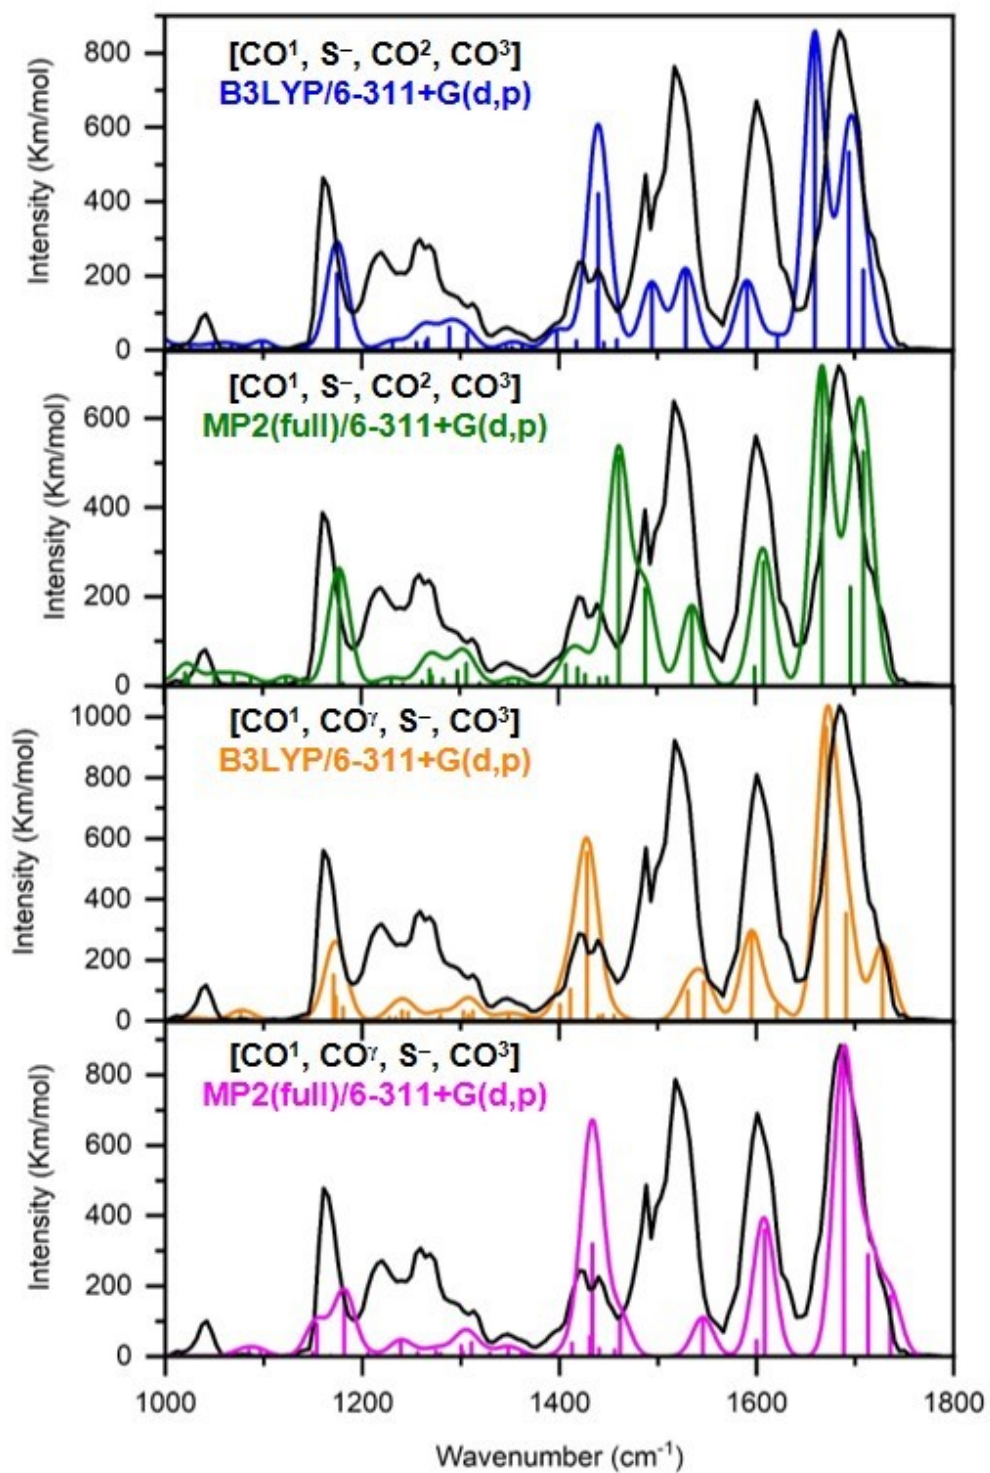 [CO¹, S⁻, CO², CO³]
B3LYP/6-311+G(d,p)
Intensity (Km/mol)
800
600
400
200
0
[CO¹, S⁻, CO², CO³]
MP2(full)/6-311+G(d,p)
Intensity (Km/mol)
600
400
200
0
[CO¹, COᵞ, S⁻, CO³]
B3LYP/6-311+G(d,p)
Intensity (Km/mol)
1000
800
600
400
200
0
[CO¹, COᵞ, S⁻, CO³]
MP2(full)/6-311+G(d,p)
Intensity (Km/mol)
800
600
400
200
0
1000 1200 1400 1600 1800
Wavenumber (cm⁻¹)